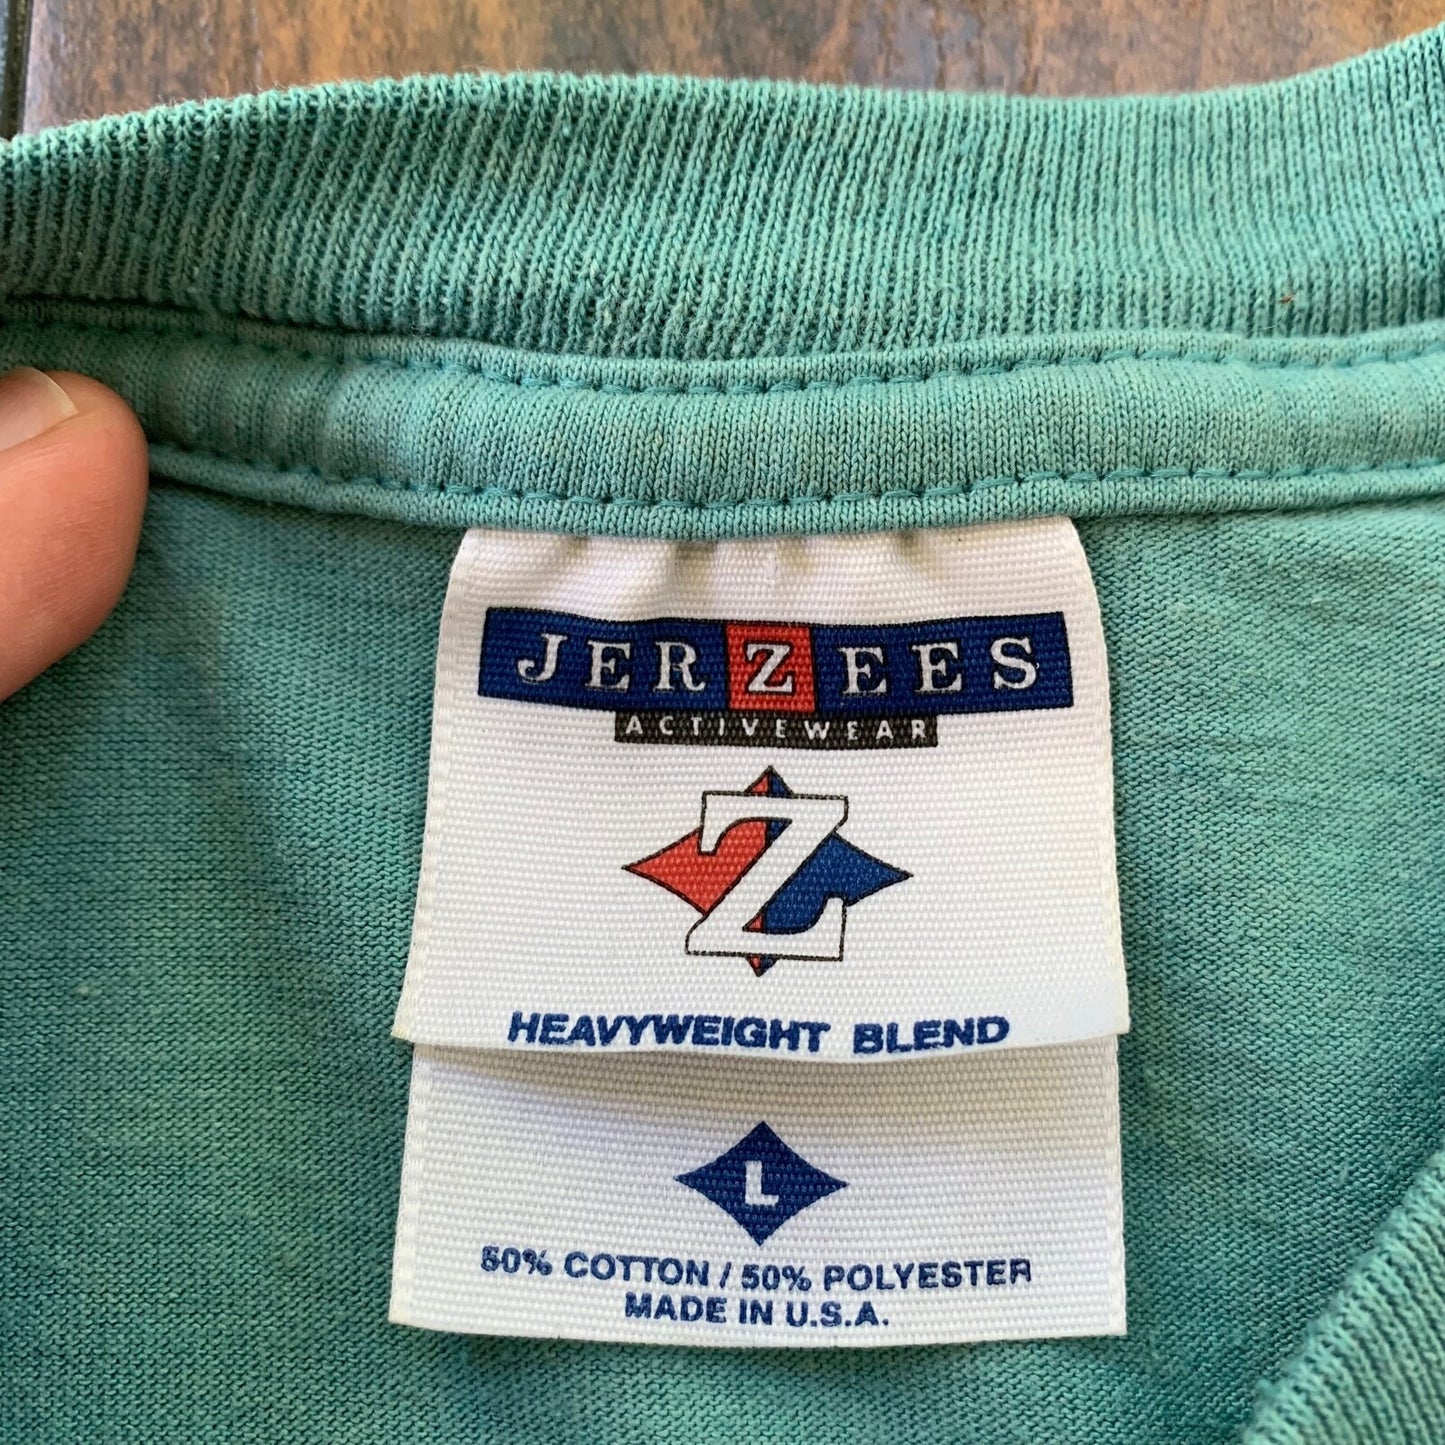 JERZEES
ACTIVEWEAR
Z
HEAVYWEIGHT BLEND
L
50% COTTON / 50% POLYESTER
MADE IN U.S.A.